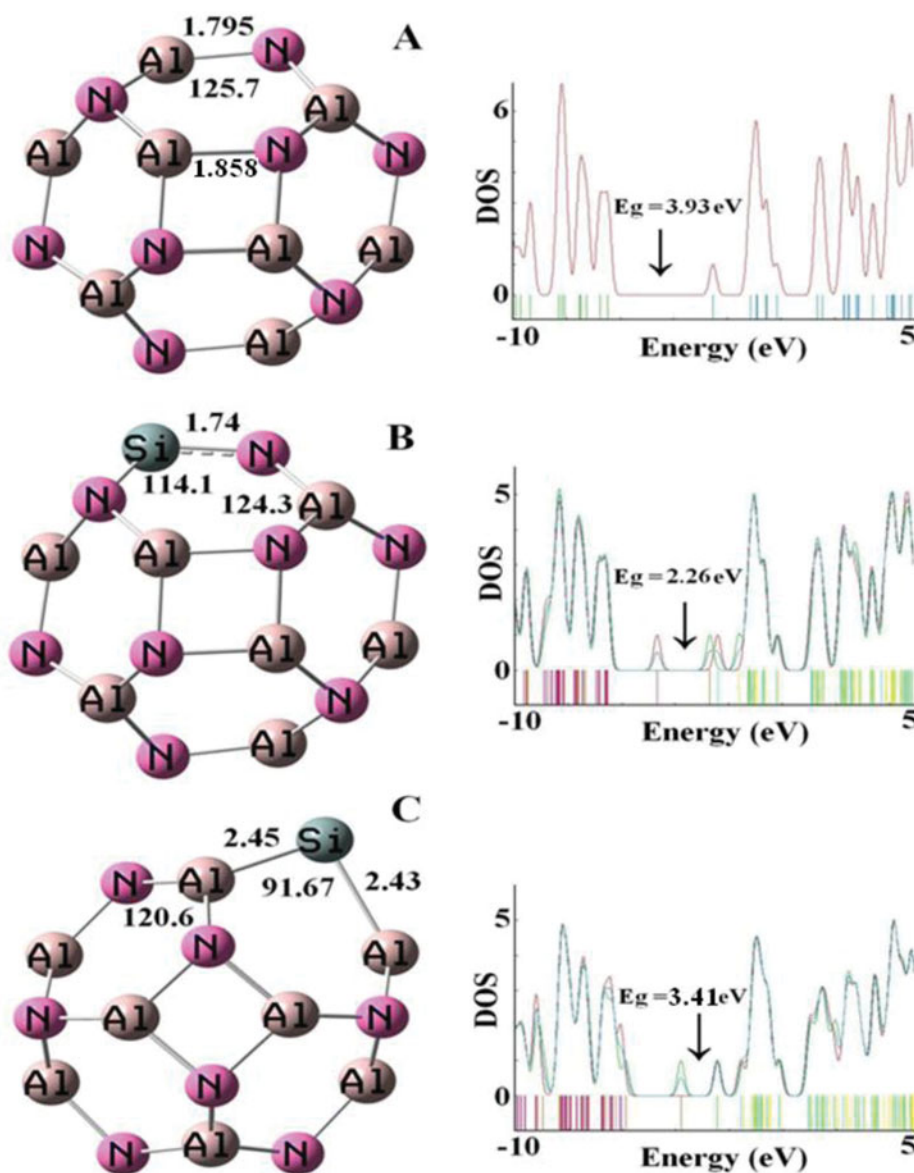 1.795 A
Al N
125.7
N Al
Al Al N N
1.858
N N Al Al
Al N
N Al
6
DOS
Eg = 3.93 eV
0
-10 5
Energy (eV)
1.74 B
Si N
114.1
N 124.3 Al
Al Al N N
N N Al Al
Al N
N Al
5
DOS
Eg = 2.26 eV
0
-10 5
Energy (eV)
C
2.45 Si
N Al 91.67 2.43
120.6
Al N Al
N Al Al N
Al N Al
N Al N
5
DOS
Eg = 3.41 eV
0
-10 5
Energy (eV)